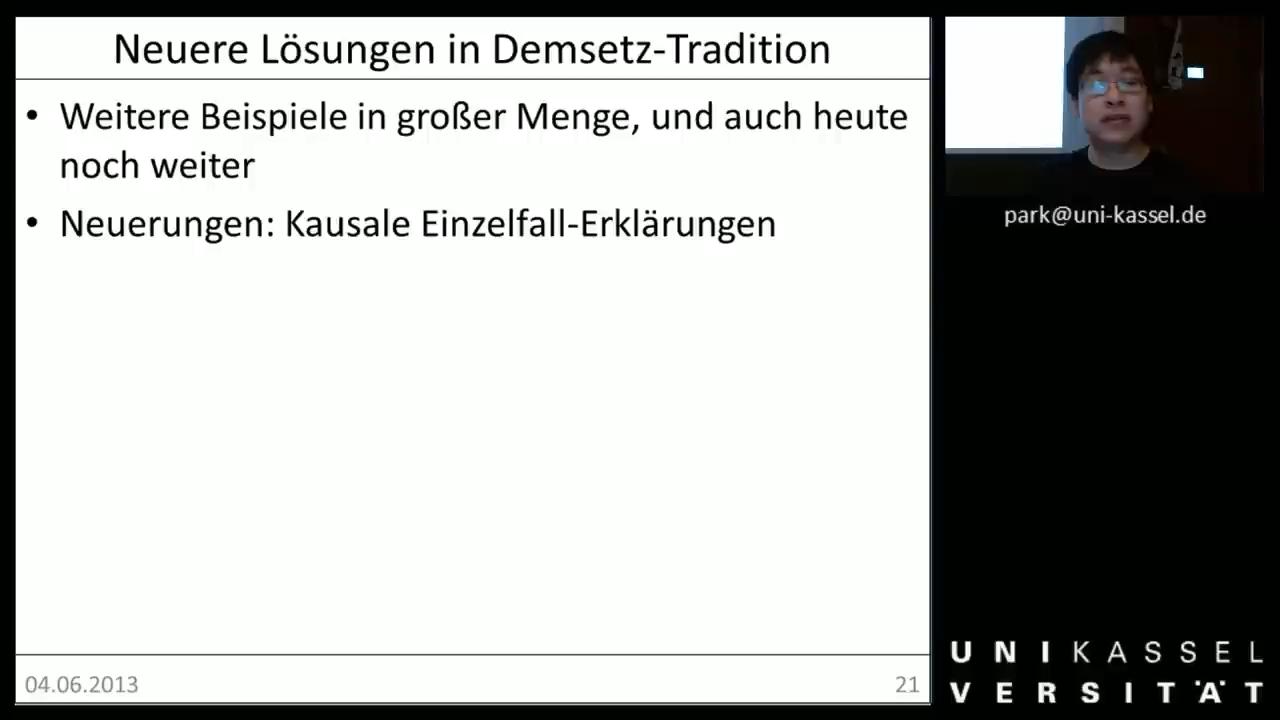 Neuere Lösungen in Demsetz-Tradition
• Weitere Beispiele in großer Menge, und auch heute
noch weiter
• Neuerungen: Kausale Einzelfall-Erklärungen
04.06.2013
21
park@uni-kassel.de
UNIKASSEL
VERSITÄT